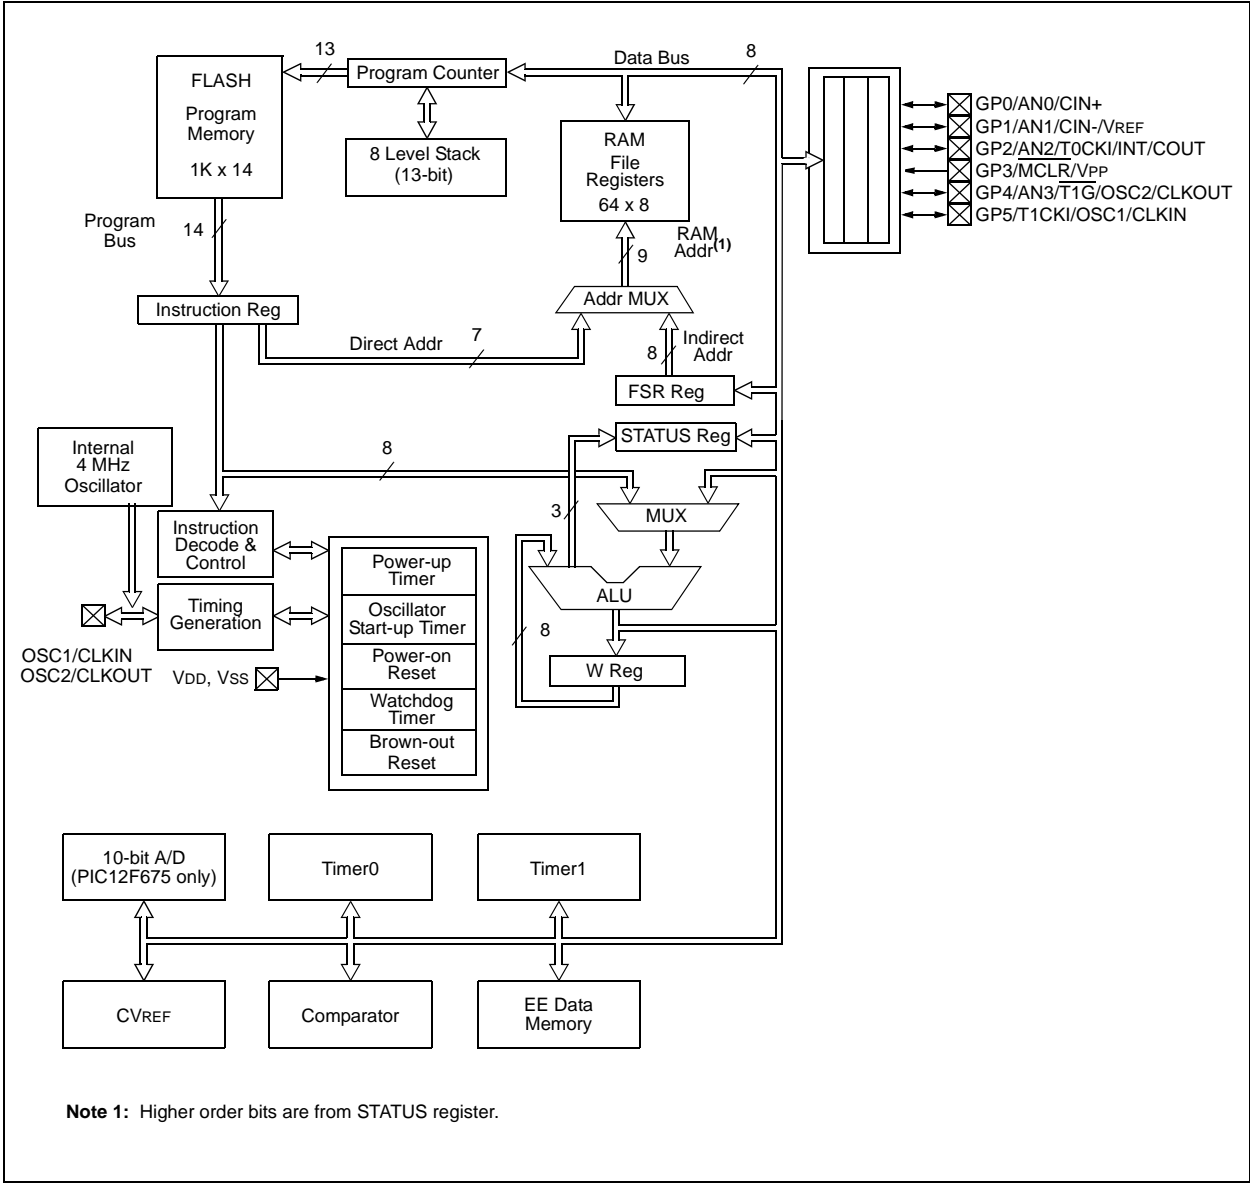 13
Data Bus
8
FLASH
Program
Memory
1K x 14
Program Counter
8 Level Stack
(13-bit)
RAM
File
Registers
64 x 8
GP0/AN0/CIN+
GP1/AN1/CIN-/VREF
GP2/AN2/T0CKI/INT/COUT
GP3/MCLR/VPP
GP4/AN3/T1G/OSC2/CLKOUT
GP5/T1CKI/OSC1/CLKIN
Program
Bus
14
RAM
Addr(1)
9
Addr MUX
Instruction Reg
Direct Addr
7
Indirect
Addr
8
FSR Reg
STATUS Reg
Internal
4 MHz
Oscillator
8
3
MUX
Instruction
Decode &
Control
Power-up
Timer
ALU
Timing
Generation
Oscillator
Start-up Timer
8
OSC1/CLKIN
OSC2/CLKOUT
VDD, VSS
Power-on
Reset
W Reg
Watchdog
Timer
Brown-out
Reset
10-bit A/D
(PIC12F675 only)
Timer0
Timer1
CVREF
Comparator
EE Data
Memory
Note 1: Higher order bits are from STATUS register.